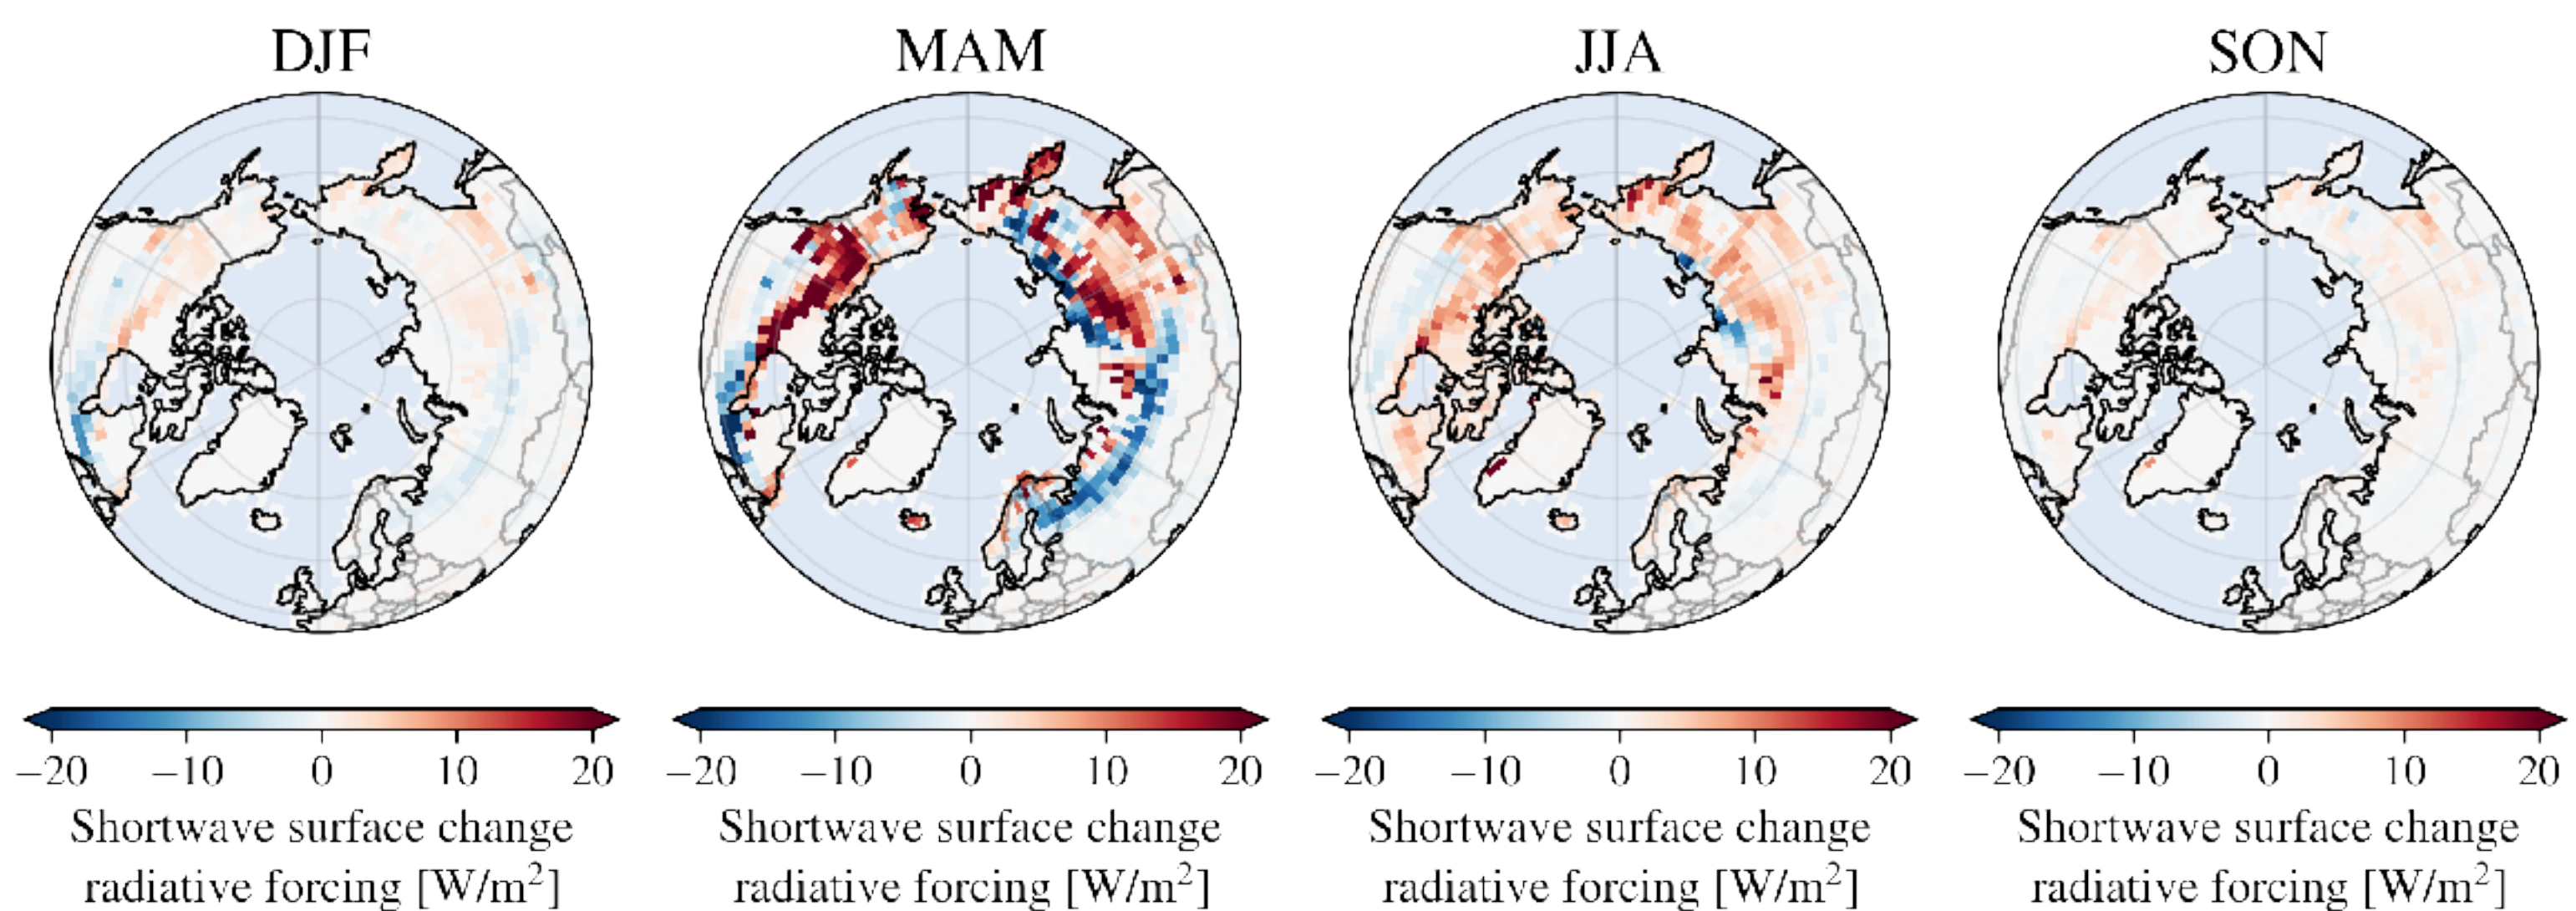 DJF
MAM
JJA
SON
−20 −10 0 10 20
−20 −10 0 10 20
−20 −10 0 10 20
−20 −10 0 10 20
Shortwave surface change
radiative forcing [W/m²]
Shortwave surface change
radiative forcing [W/m²]
Shortwave surface change
radiative forcing [W/m²]
Shortwave surface change
radiative forcing [W/m²]